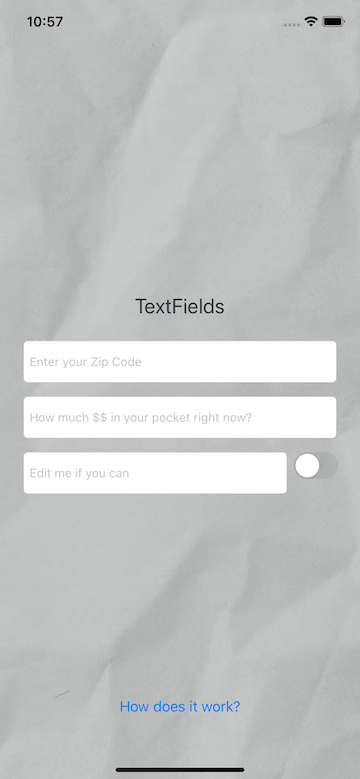 10:57
TextFields
Enter your Zip Code
How much $$ in your pocket right now?
Edit me if you can
How does it work?